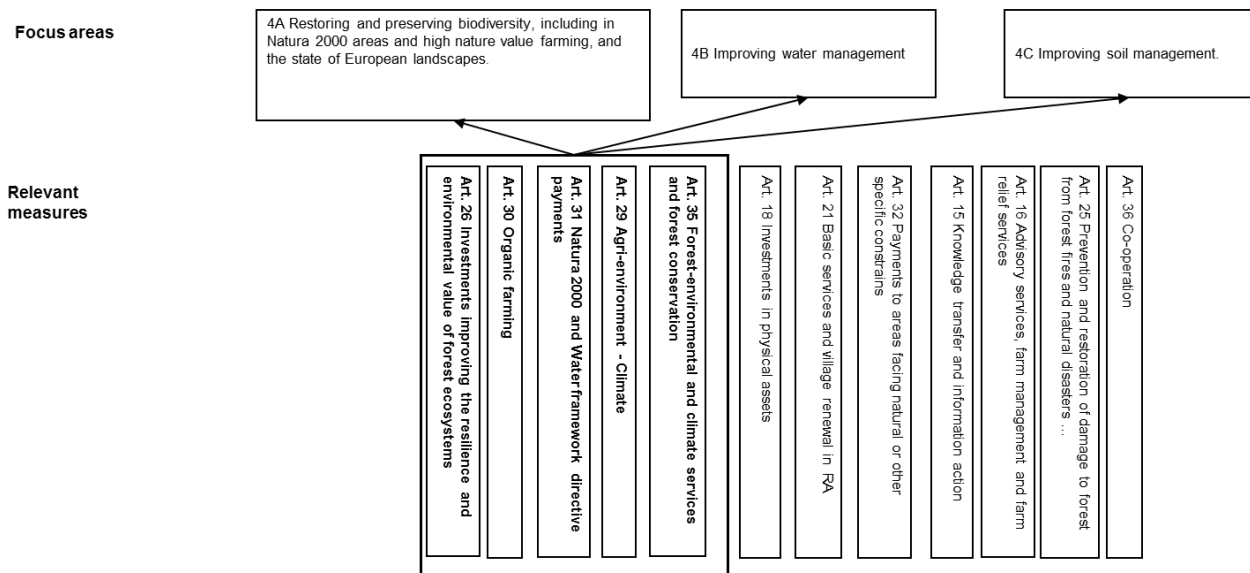 Focus areas
4A Restoring and preserving biodiversity, including in
Natura 2000 areas and high nature value farming, and
the state of European landscapes.
4B Improving water management
4C Improving soil management.
Relevant
measures
Art. 26 Investments improving the resilience and
environmental value of forest ecosystems
Art. 30 Organic farming
Art. 31 Natura 2000 and Water framework directive
payments
Art. 29 Agri-environment - Climate
Art. 35 Forest-environmental and climate services
and forest conservation
Art. 18 Investments in physical assets
Art. 21 Basic services and village renewal in RA
Art. 32 Payments to areas facing natural or other
specific constrains
Art. 15 Knowledge transfer and information action
Art. 16 Advisory services, farm management and farm
relief services
Art. 25 Prevention and restoration of damage to forest
from forest fires and natural disasters ...
Art. 36 Co-operation